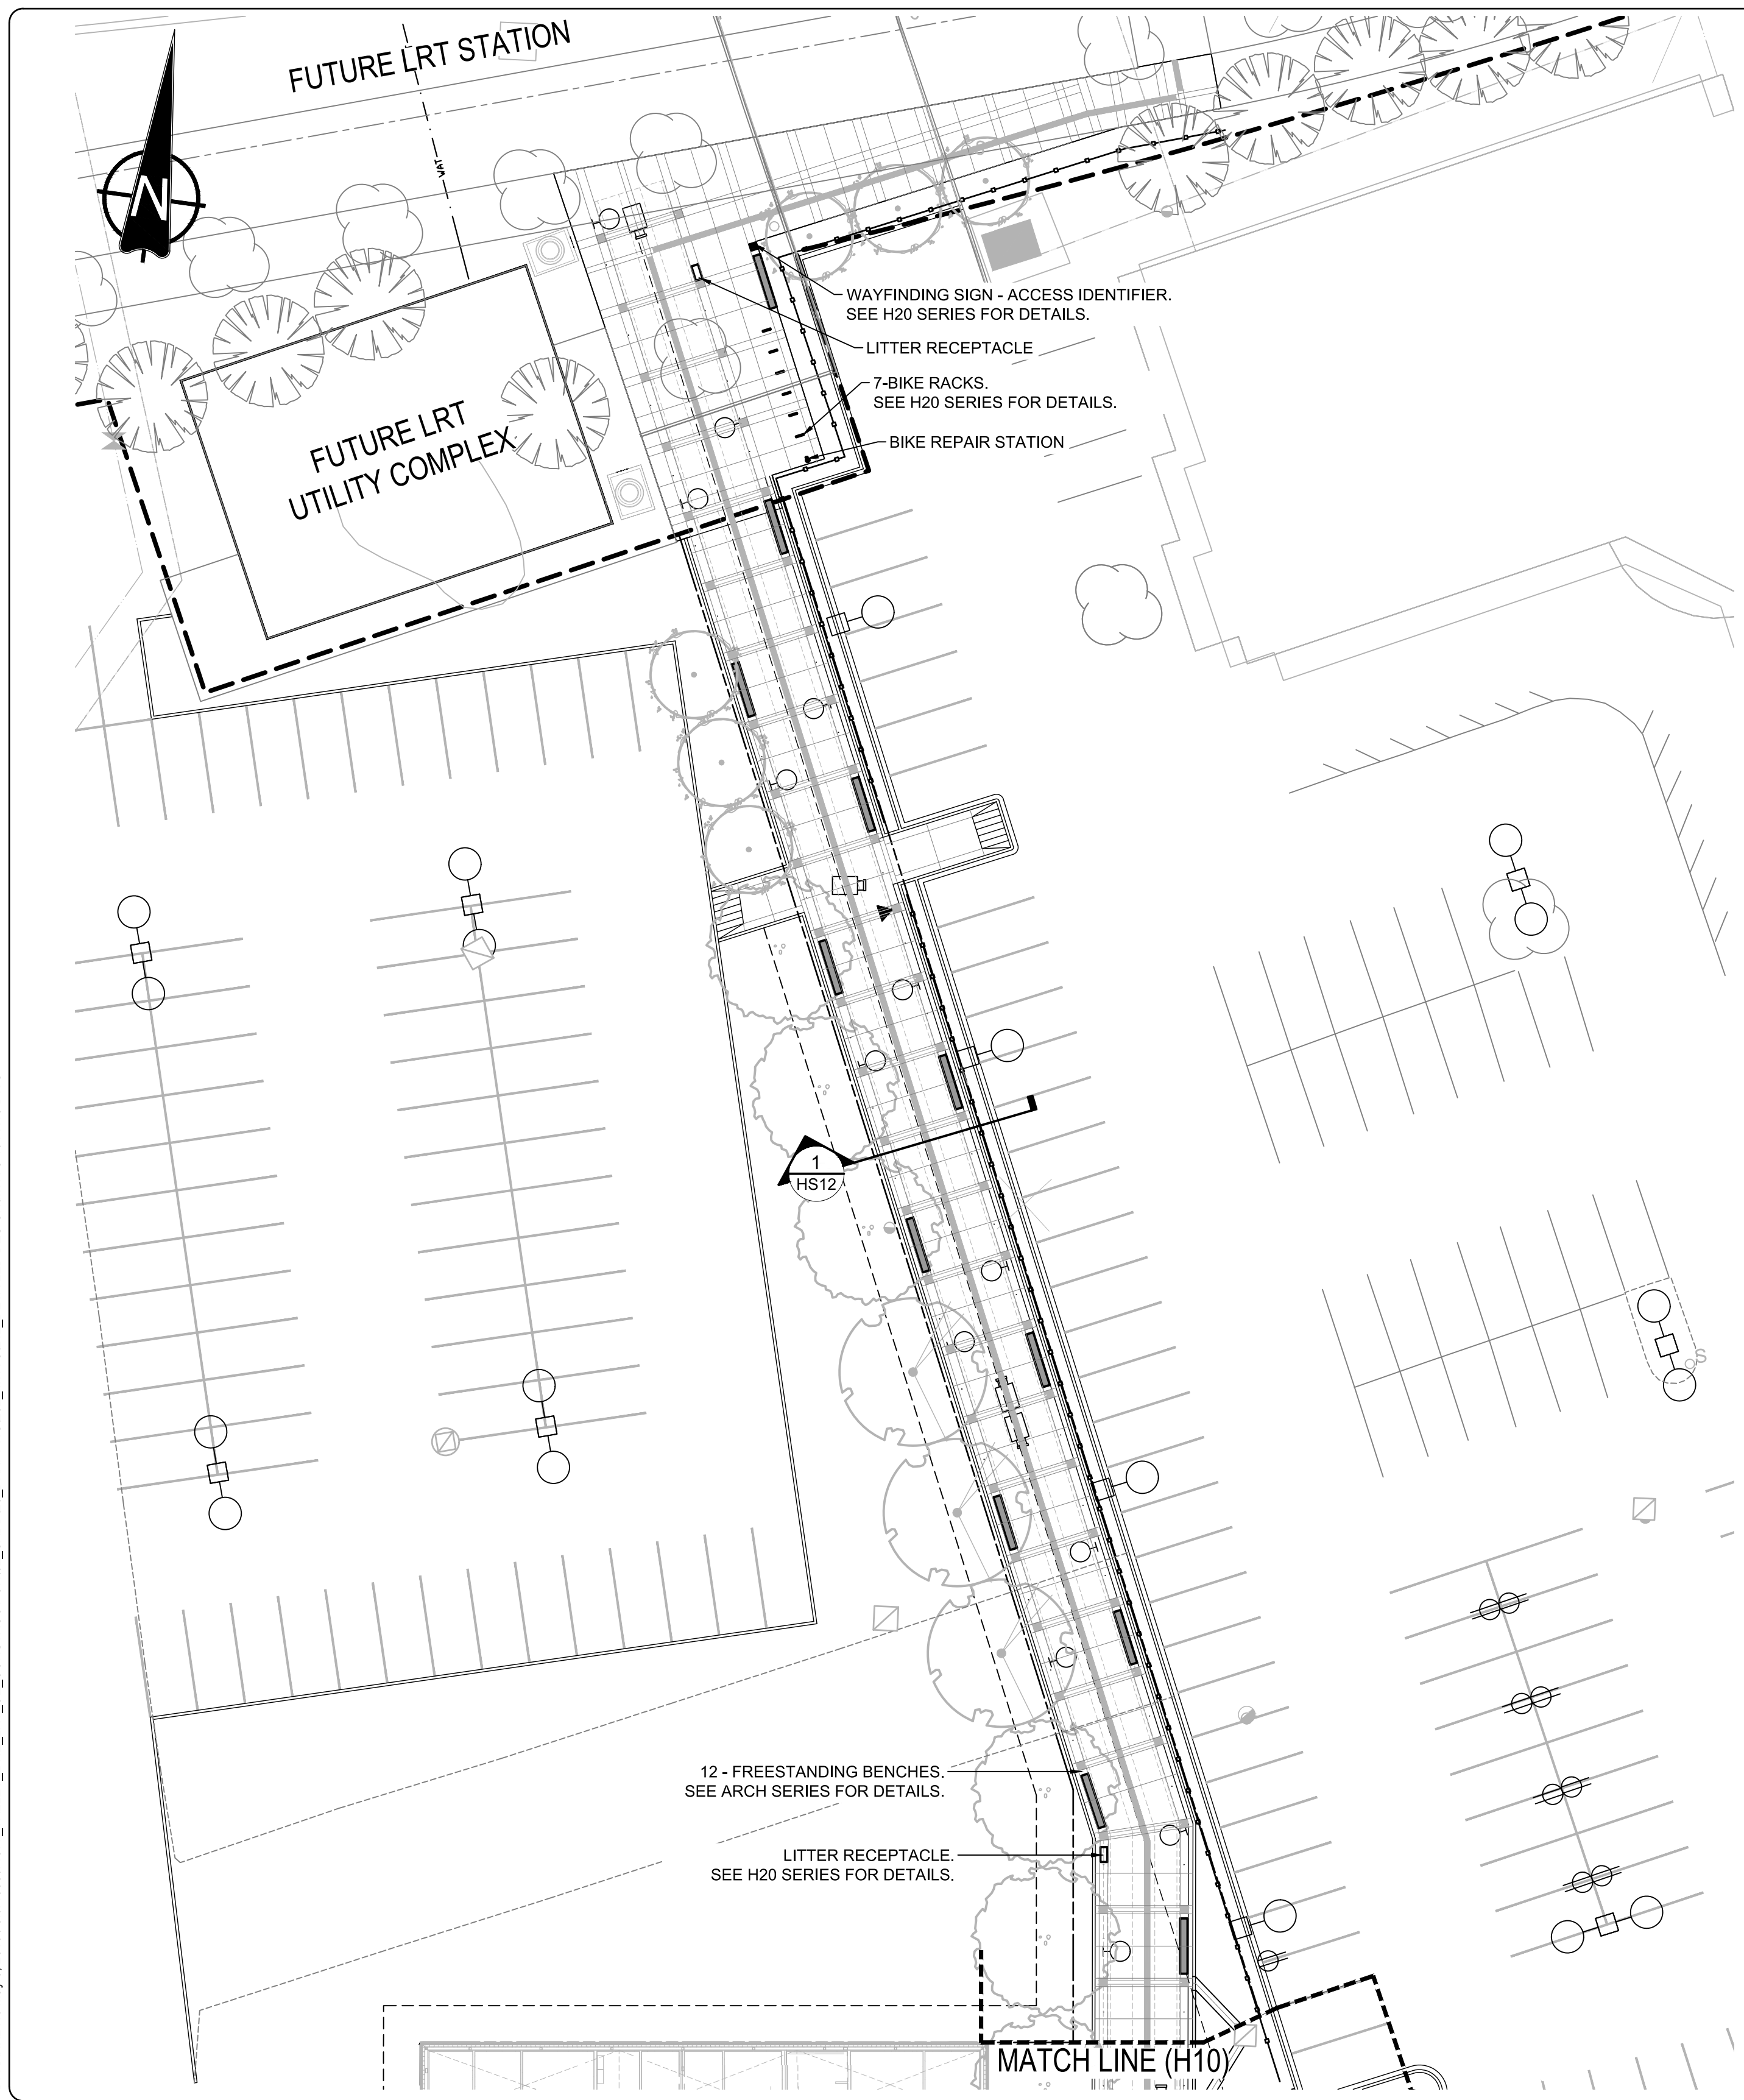 FUTURE LRT STATION
N
WAYFINDING SIGN - ACCESS IDENTIFIER.
SEE H20 SERIES FOR DETAILS.
LITTER RECEPTACLE
7-BIKE RACKS.
SEE H20 SERIES FOR DETAILS.
BIKE REPAIR STATION
FUTURE LRT
UTILITY COMPLEX
1
HS12
S
12 - FREESTANDING BENCHES.
SEE ARCH SERIES FOR DETAILS.
LITTER RECEPTACLE.
SEE H20 SERIES FOR DETAILS.
MATCH LINE (H10)